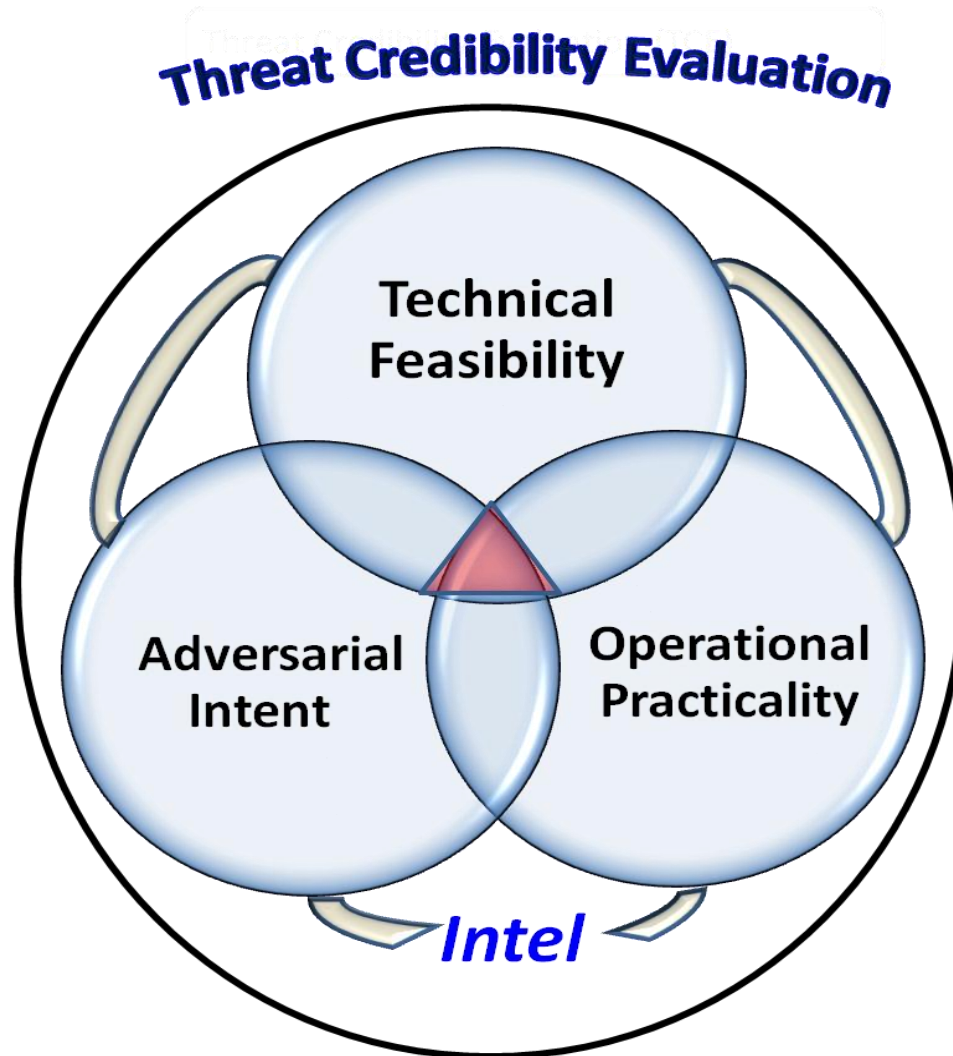 Threat Credibility Evaluation
Technical
Feasibility
Adversarial
Intent
Operational
Practicality
Intel